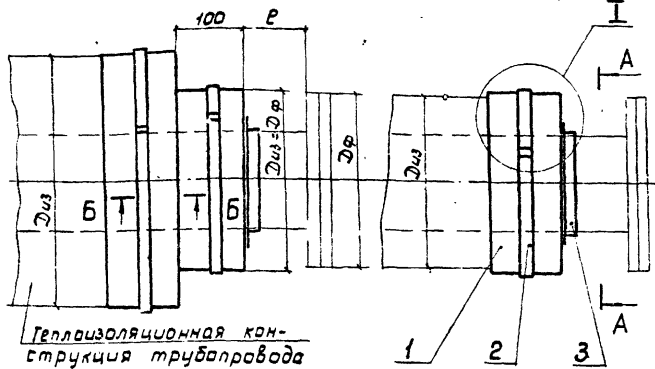 100
ℓ
I
А
Dиз
Б
Б
Dиз = Dф
Dф
Dиз
Теплоизоляционная кон-
струкция трубопровода
1
2
3
А